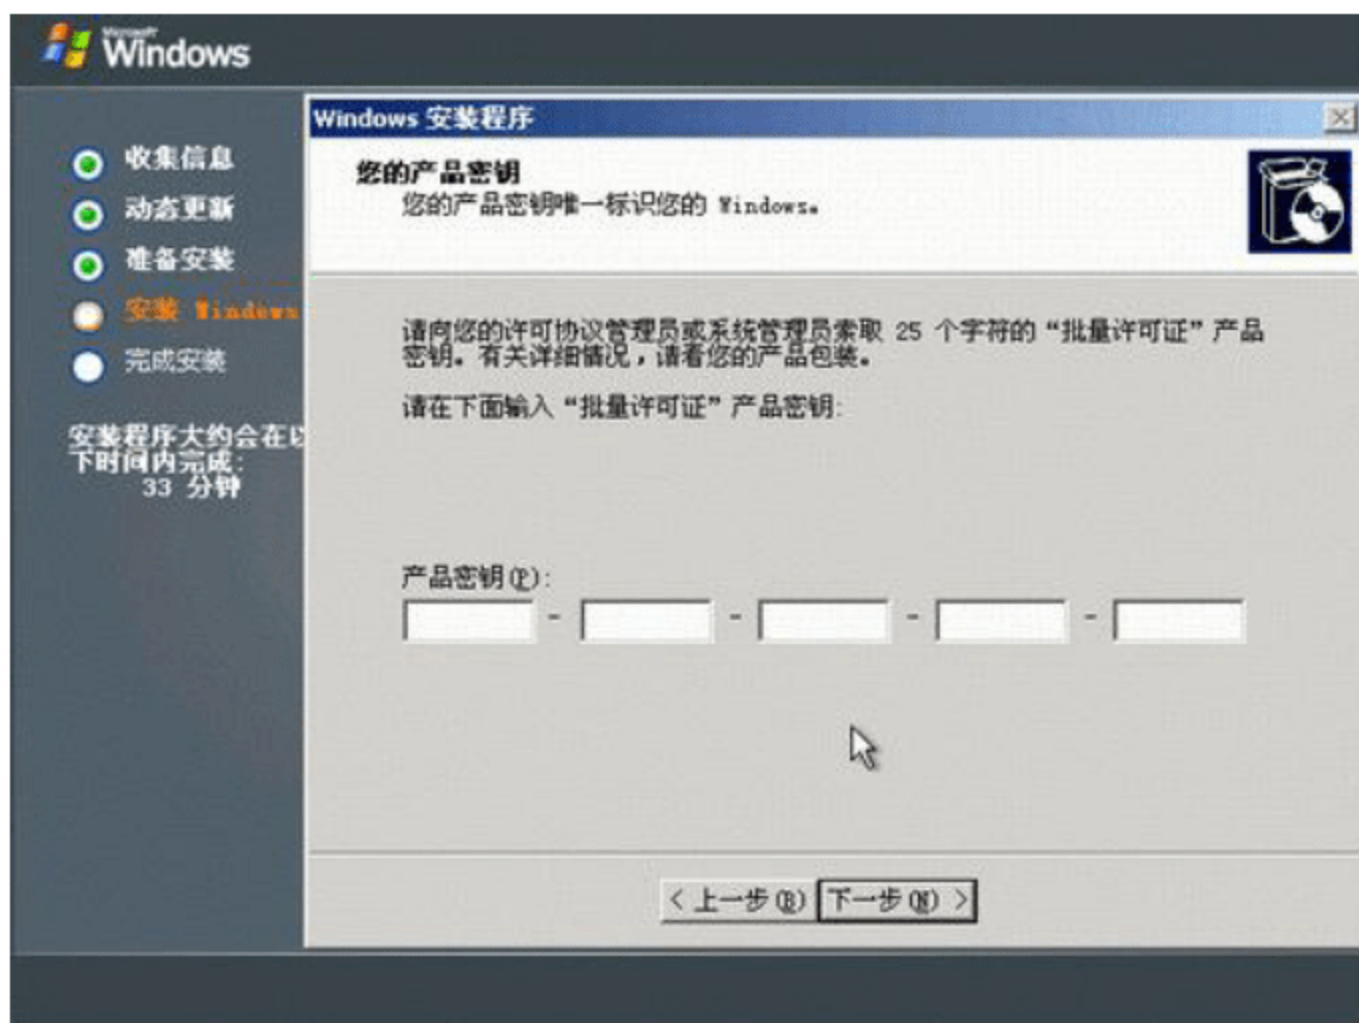 Microsoft
Windows
收集信息
动态更新
准备安装
安装 Windows
完成安装
安装程序大约会在以
下时间内完成:
33 分钟
Windows 安装程序
您的产品密钥
您的产品密钥唯一标识您的 Windows。
请向您的许可协议管理员或系统管理员索取 25 个字符的“批量许可证”产品
密钥。有关详细情况,请看您的产品包装。
请在下面输入“批量许可证”产品密钥:
产品密钥(P):
- - - -
< 上一步(B) 下一步(N) >